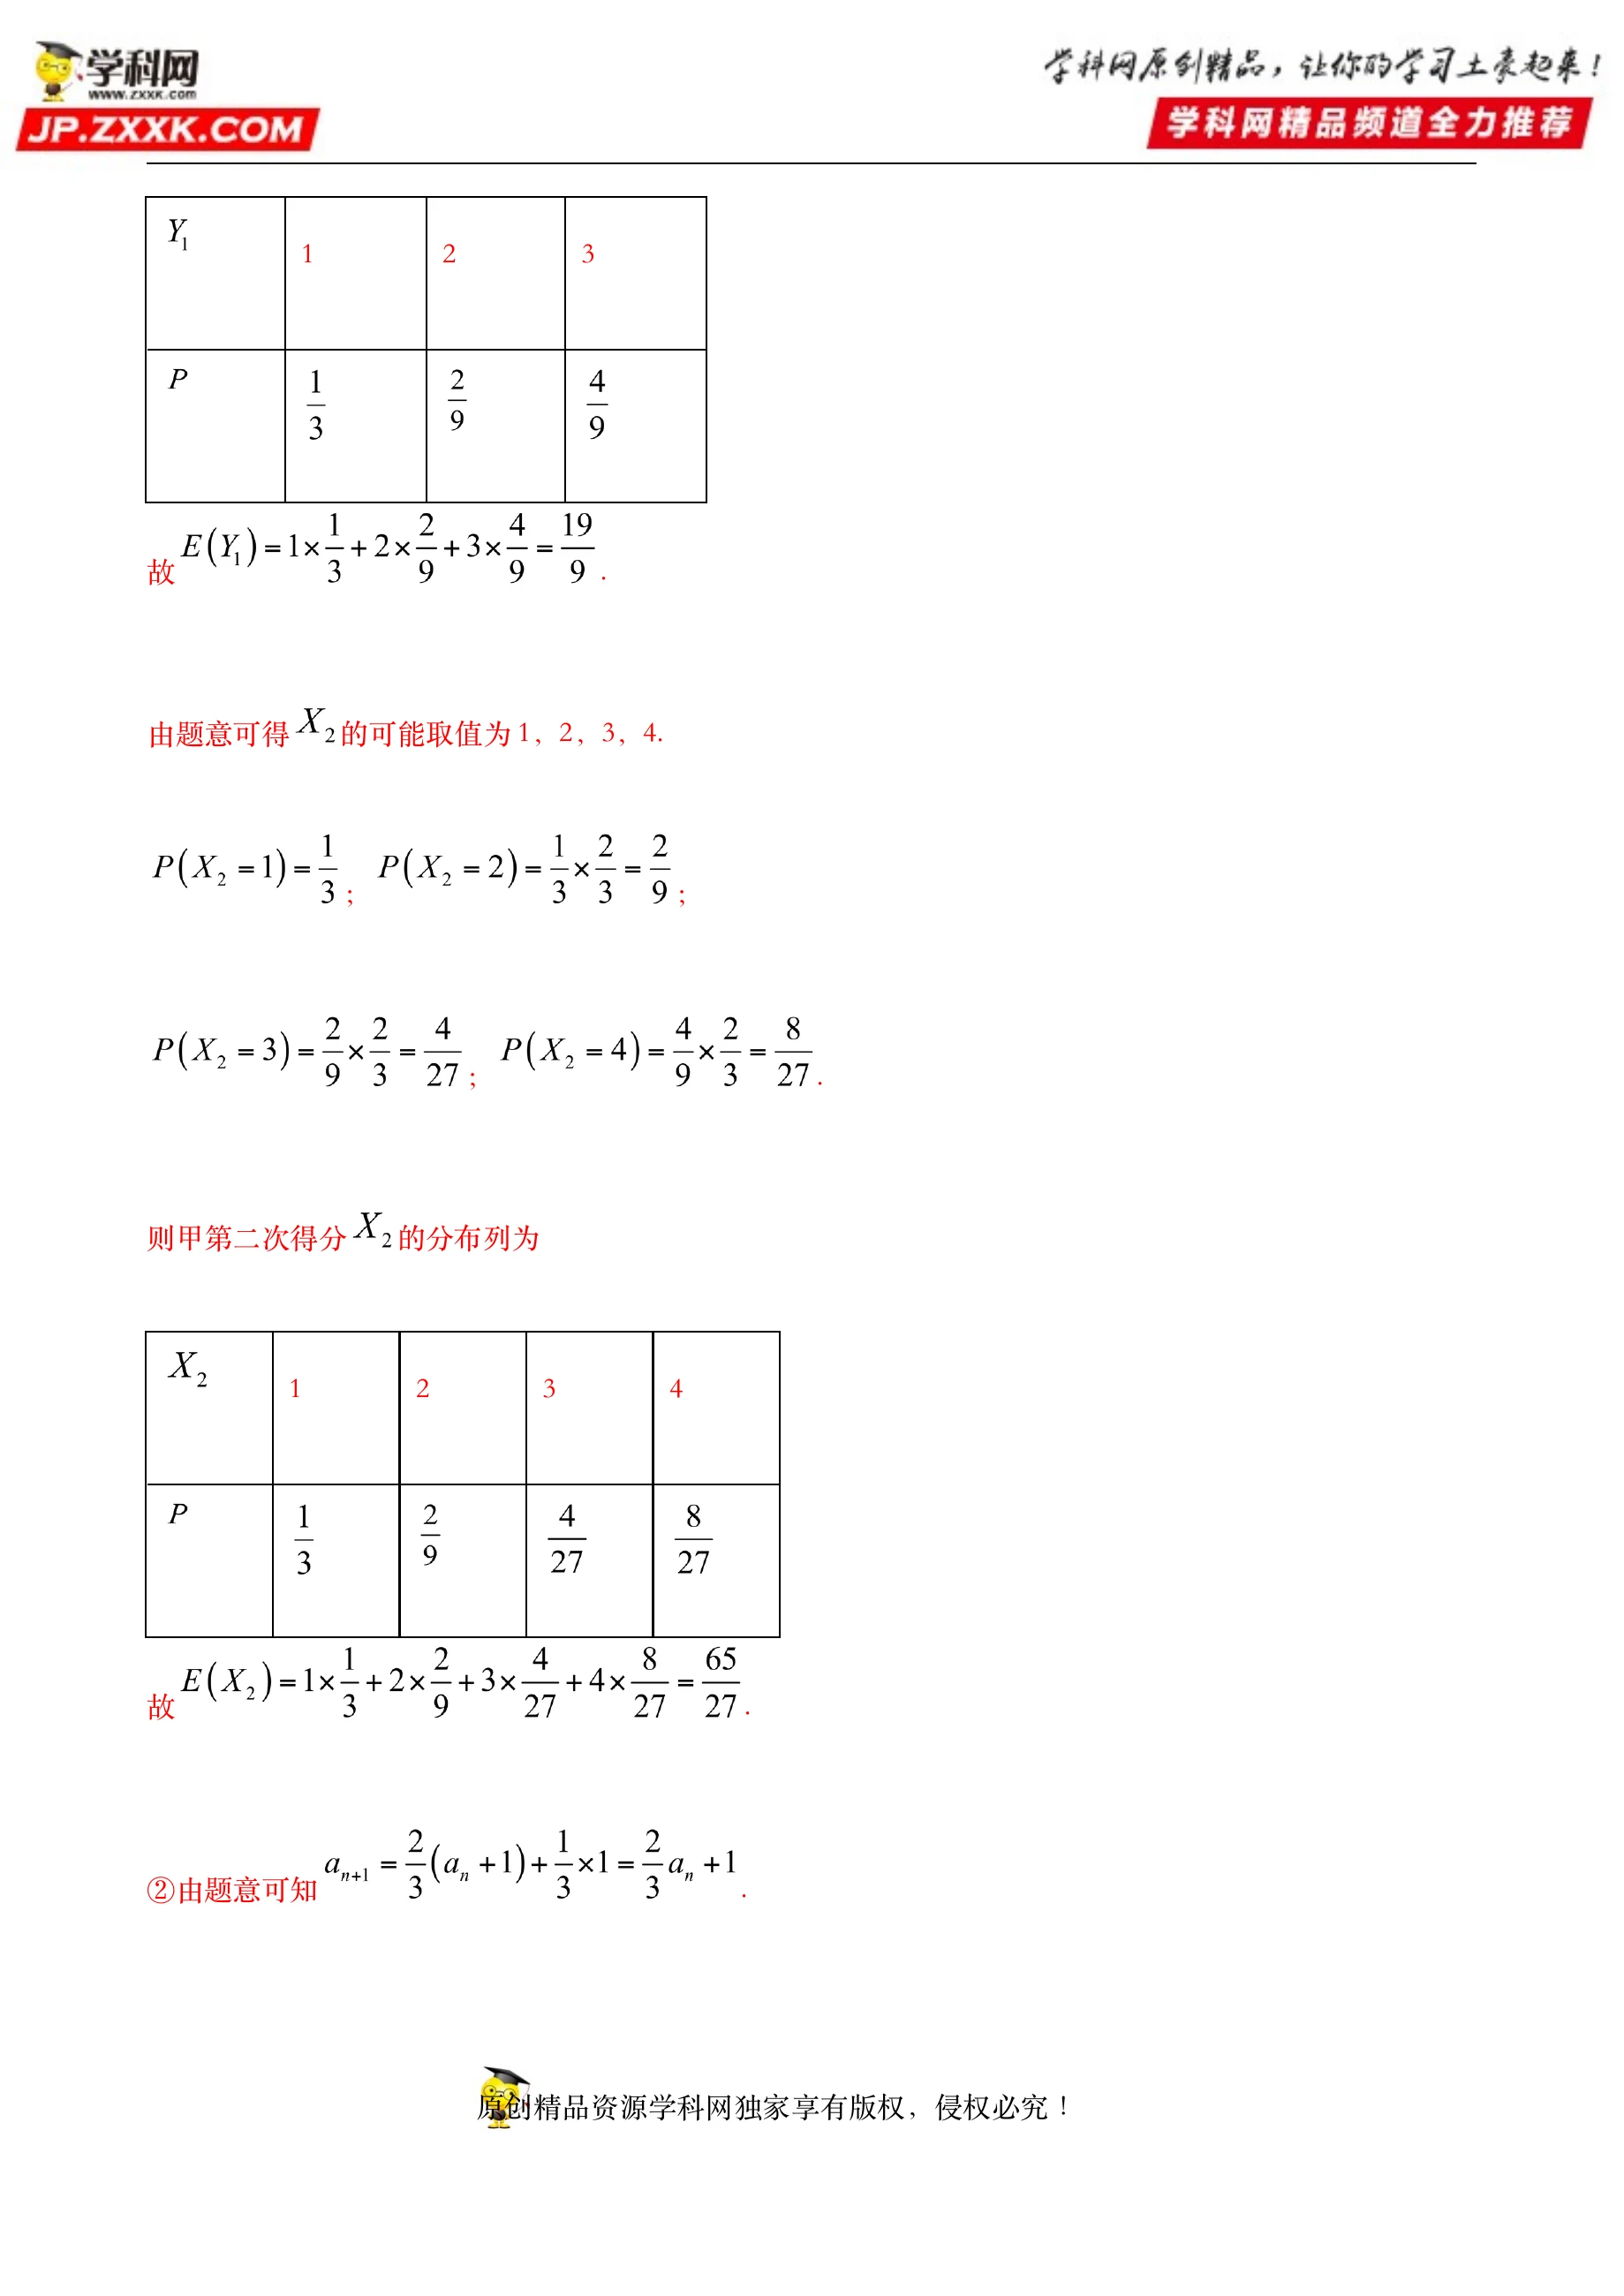 学科网
www.zxxk.com
JP.ZXXK.COM
学科网原创精品，让你的学习土豪起来！
学科网精品频道全力推荐
Y₁ 1 2 3
P 1/3 2/9 4/9
故 E(Y₁)=1×1/3+2×2/9+3×4/9=19/9.
由题意可得 X₂ 的可能取值为 1，2，3，4.
P(X₂=1)=1/3； P(X₂=2)=1/3×2/3=2/9；
P(X₂=3)=2/9×2/3=4/27； P(X₂=4)=4/9×2/3=8/27.
则甲第二次得分 X₂ 的分布列为
X₂ 1 2 3 4
P 1/3 2/9 4/27 8/27
故 E(X₂)=1×1/3+2×2/9+3×4/27+4×8/27=65/27.
②由题意可知 aₙ₊₁=2/3(aₙ+1)+1/3×1=2/3aₙ+1.
原创精品资源学科网独家享有版权，侵权必究！